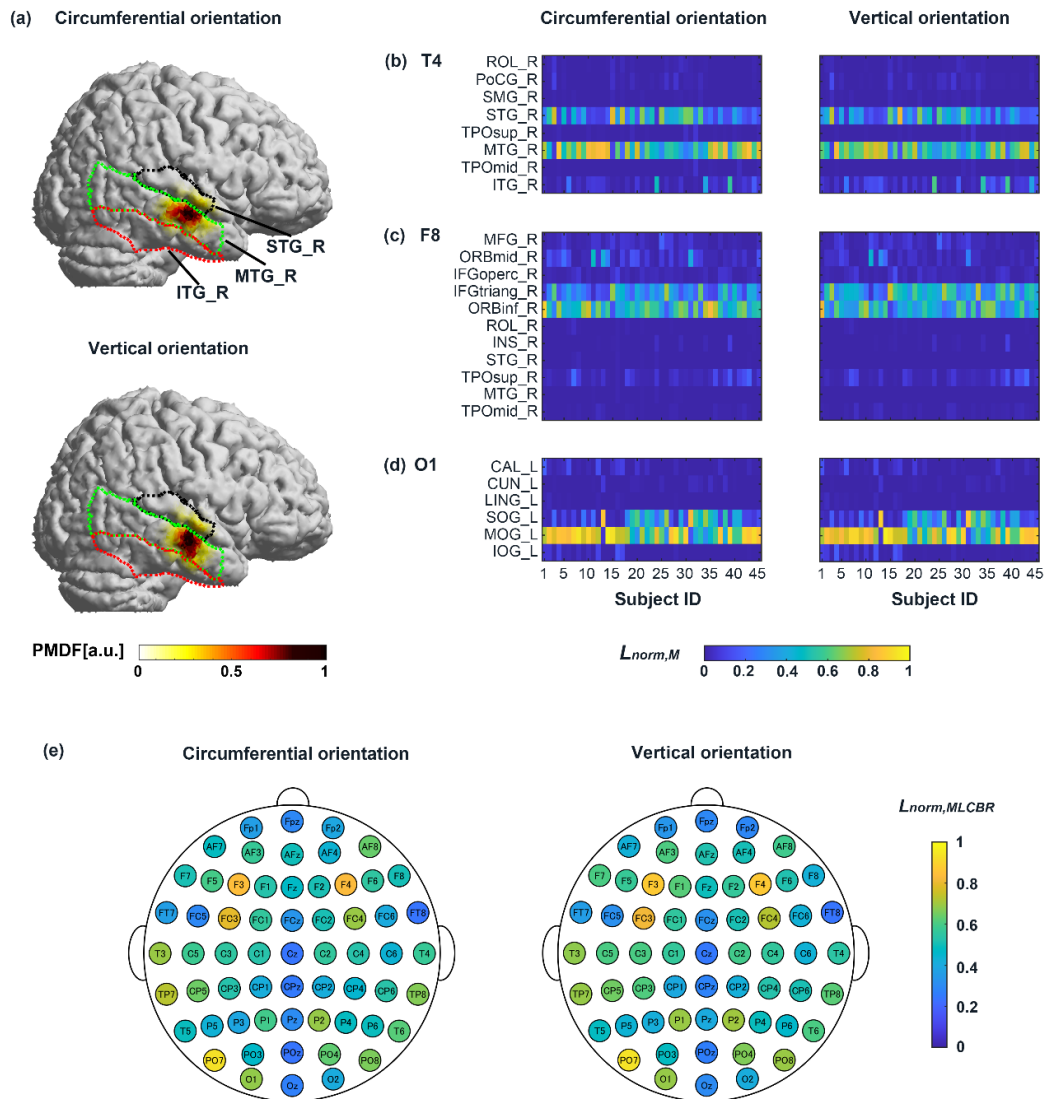 (a)
Circumferential orientation
STG_R
MTG_R
ITG_R
Vertical orientation
PMDF[a.u.]
0 0.5 1
Circumferential orientation
Vertical orientation
(b) T4
ROL_R
PoCG_R
SMG_R
STG_R
TPOsup_R
MTG_R
TPOmid_R
ITG_R
(c) F8
MFG_R
ORBmid_R
IFGoperc_R
IFGtriang_R
ORBinf_R
ROL_R
INS_R
STG_R
TPOsup_R
MTG_R
TPOmid_R
(d) O1
CAL_L
CUN_L
LING_L
SOG_L
MOG_L
IOG_L
1 5 10 15 20 25 30 35 40 45
1 5 10 15 20 25 30 35 40 45
Subject ID
Subject ID
Lnorm,M
0 0.2 0.4 0.6 0.8 1
(e)
Circumferential orientation
Fpz
Fp1 Fp2
AF7 AF3 AFz AF4 AF8
F7 F5 F3 F1 Fz F2 F4 F6 F8
FT7 FC5 FC3 FC1 FCz FC2 FC4 FC6 FT8
T3 C5 C3 C1 Cz C2 C4 C6 T4
TP7 CP5 CP3 CP1 CPz CP2 CP4 CP6 TP8
T5 P5 P3 P1 Pz P2 P4 P6 T6
PO7 PO3 POz PO4 PO8
O1 Oz O2
Vertical orientation
Fpz
Fp1 Fp2
AF7 AF3 AFz AF4 AF8
F7 F5 F3 F1 Fz F2 F4 F6 F8
FT7 FC5 FC3 FC1 FCz FC2 FC4 FC6 FT8
T3 C5 C3 C1 Cz C2 C4 C6 T4
TP7 CP5 CP3 CP1 CPz CP2 CP4 CP6 TP8
T5 P5 P3 P1 Pz P2 P4 P6 T6
PO7 PO3 POz PO4 PO8
O1 Oz O2
Lnorm,MLCBR
1
0.8
0.6
0.4
0.2
0